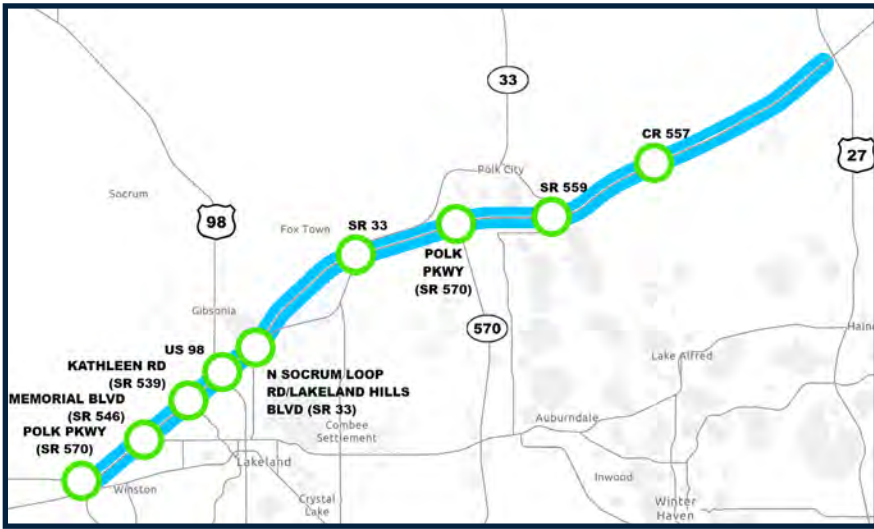 33
CR 557
27
Polk City
SR 559
Socrum
98
Fox Town
SR 33
POLK
PKWY
(SR 570)
Gibsonia
570
US 98
KATHLEEN RD
(SR 539)
N SOCRUM LOOP
RD/LAKELAND HILLS
BLVD (SR 33)
Lake Alfred
Haine
MEMORIAL BLVD
(SR 546)
POLK PKWY
(SR 570)
Combee
Settlement
Auburndale
Lakeland
Winston
Crystal
Lake
Inwood
Winter
Haven